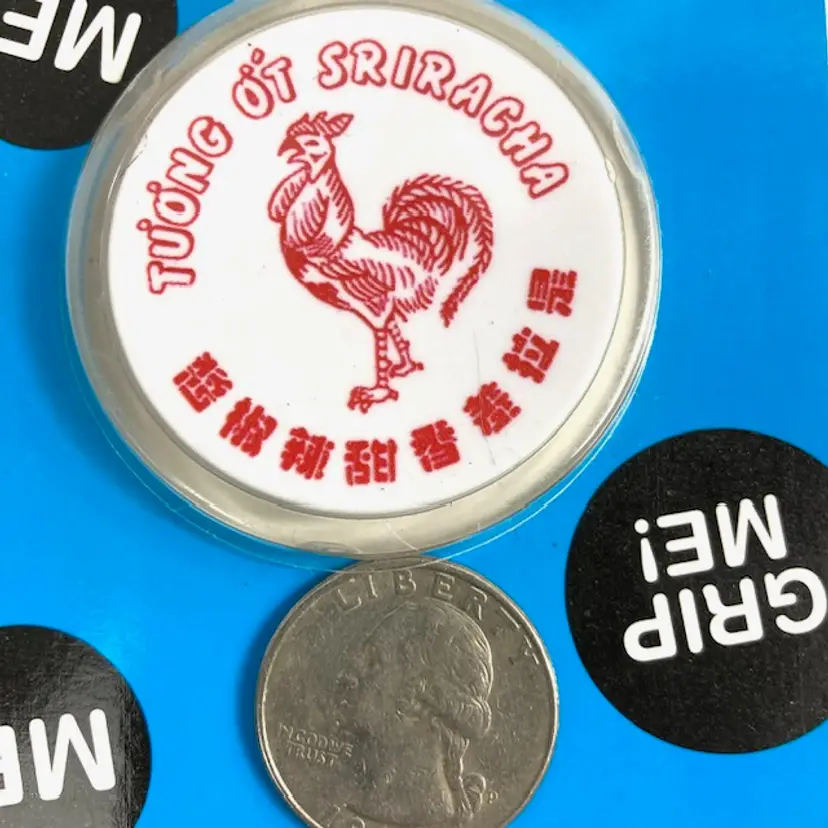 ME
TƯƠNG ỚT SRIRACHA
是拉差香甜辣椒醬
GRIP
ME!
LIBERTY
IN GOD WE
TRUST
ME